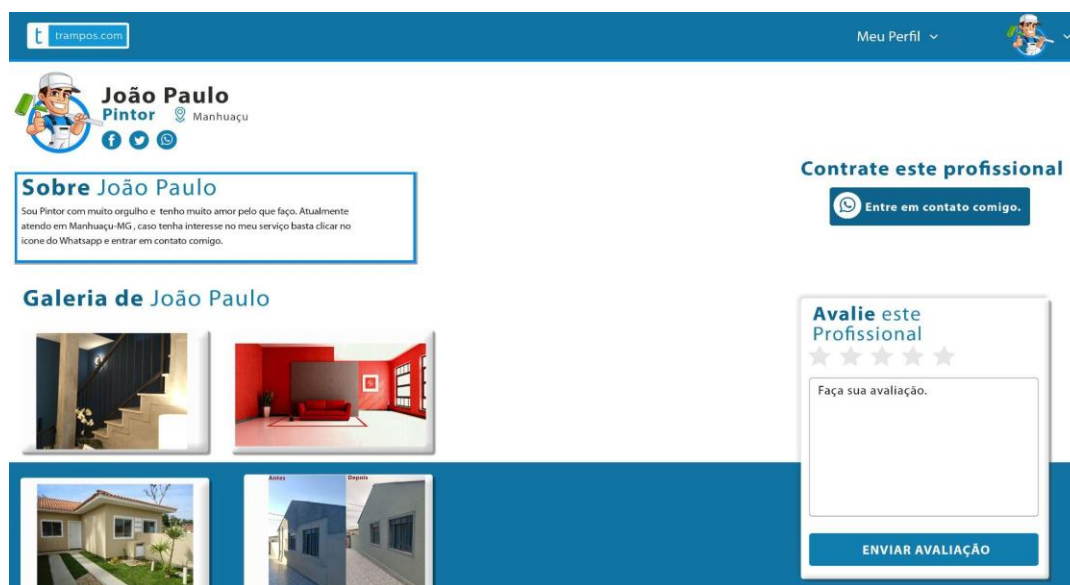 t trampos.com
Meu Perfil
João Paulo
Pintor Manhuaçu
Sobre João Paulo
Sou Pintor com muito orgulho e tenho muito amor pelo que faço. Atualmente
atendo em Manhuaçu-MG , caso tenha interesse no meu serviço basta clicar no
icone do Whatsapp e entrar em contato comigo.
Contrate este profissional
Entre em contato comigo.
Galeria de João Paulo
Avalie este
Profissional
Faça sua avaliação.
Antes Depois
ENVIAR AVALIAÇÃO